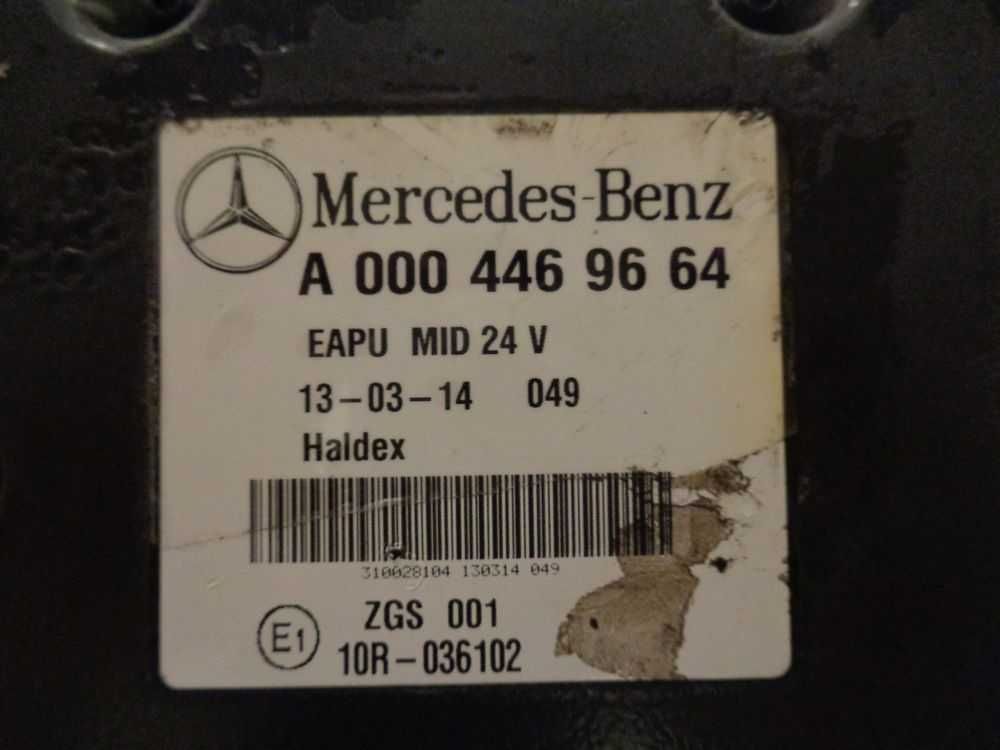 Mercedes-Benz
A 000 446 96 64
EAPU MID 24 V
13-03-14 049
Haldex
310028104 130314 049
ZGS 001
E1
10R-036102